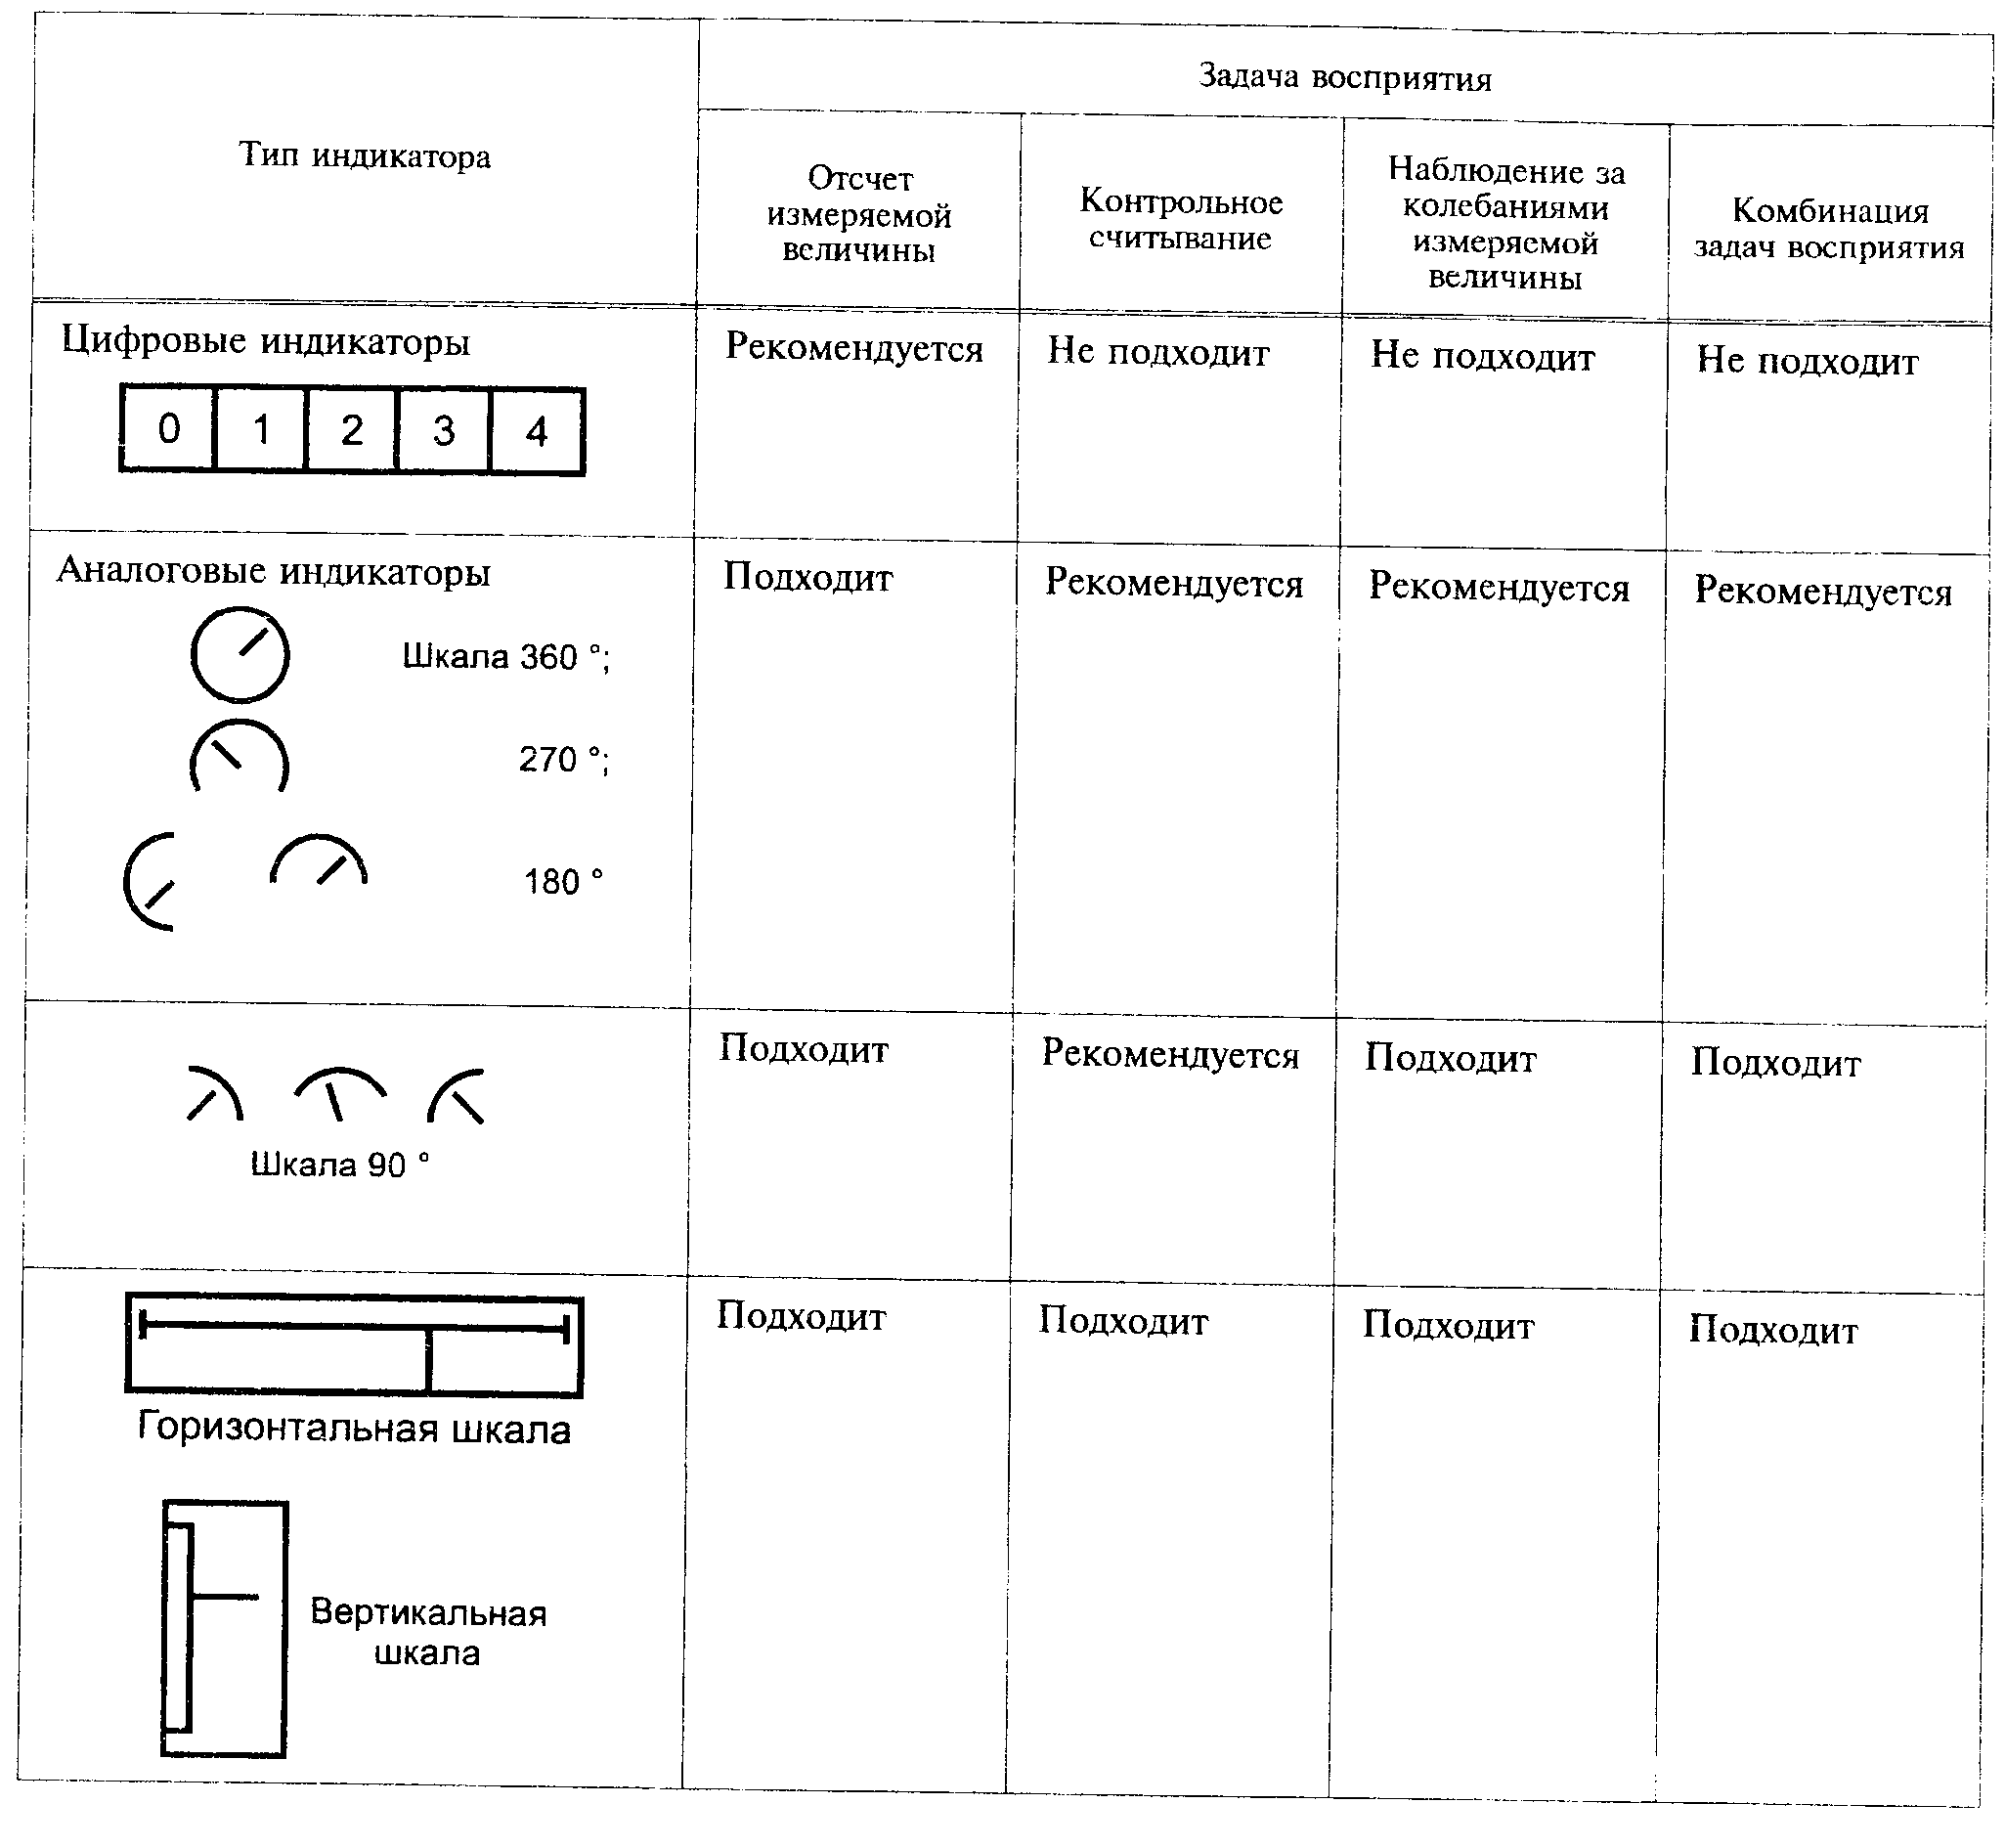 Тип индикатора
Задача восприятия
Отсчет
измеряемой
величины
Контрольное
считывание
Наблюдение за
колебаниями
измеряемой
величины
Комбинация
задач восприятия
Цифровые индикаторы
0 1 2 3 4
Рекомендуется
Не подходит
Не подходит
Не подходит
Аналоговые индикаторы
Шкала 360 °;
270 °;
180 °
Подходит
Рекомендуется
Рекомендуется
Рекомендуется
Шкала 90 °
Подходит
Рекомендуется
Подходит
Подходит
Горизонтальная шкала
Вертикальная
шкала
Подходит
Подходит
Подходит
Подходит